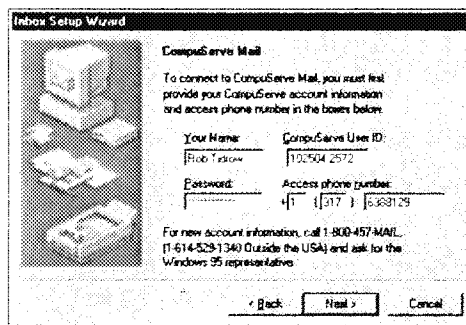 Inbox Setup Wizard
CompuServe Mail
To connect to CompuServe Mail, you must first
provide your CompuServe account information
and access phone number in the boxes below.
Your Name: CompuServe User ID:
Bob Tidrow 102504,2572
Password: Access phone number:
+1 (317) 6368129
For new account information, call 1-800-457-MAIL,
(1-614-529-1340 Outside the USA) and ask for the
Windows 95 representative.
< Back Next > Cancel